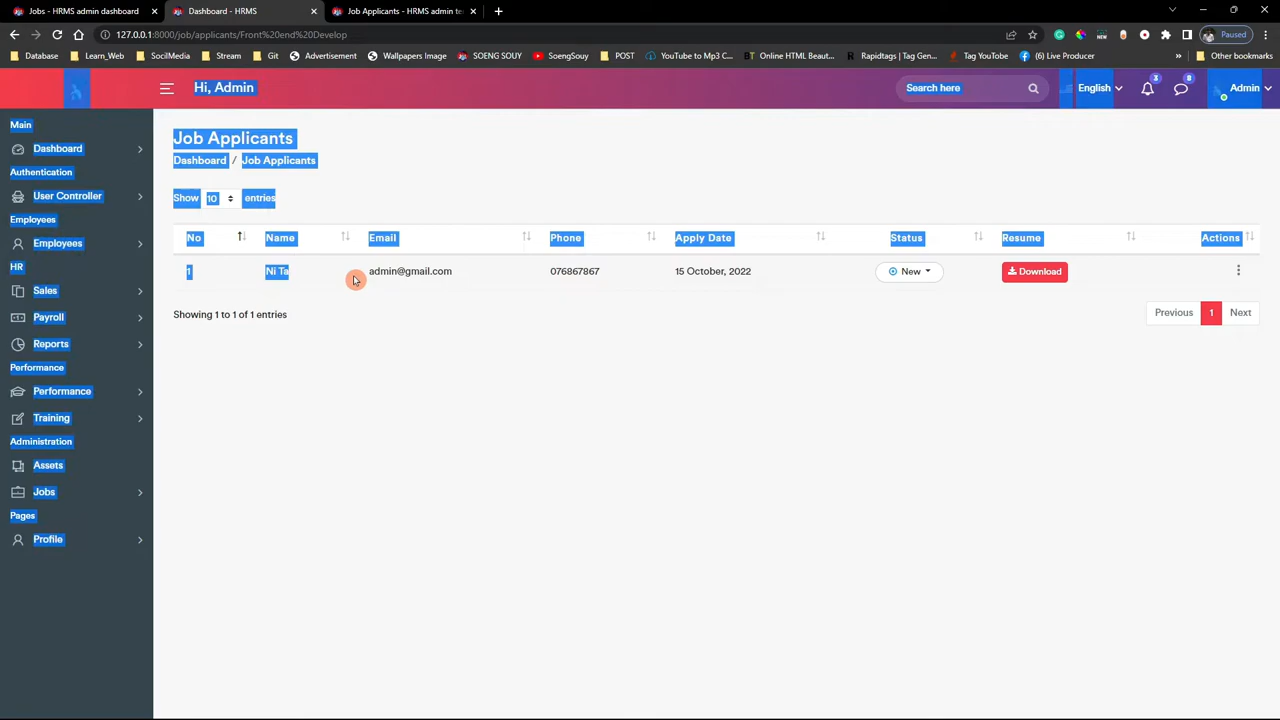 Jobs - HRMS admin dashboard
Dashboard - HRMS
Job Applicants - HRMS admin te
127.0.0.1:8000/job/applicants/Front%20end%20Develop
Paused
Database
Learn_Web
SocilMedia
Stream
Git
Advertisement
Wallpapers Image
SOENG SOUY
SoengSouy
POST
YouTube to Mp3 C...
Online HTML Beaut...
Rapidtags | Tag Gen...
Tag YouTube
(6) Live Producer
»
Other bookmarks
Hi, Admin
Search here
English
3
8
Admin
Main
Dashboard
Authentication
User Controller
Employees
Employees
HR
Sales
Payroll
Reports
Performance
Performance
Training
Administration
Assets
Jobs
Pages
Profile
Job Applicants
Dashboard / Job Applicants
Show 10 entries
No Name Email Phone Apply Date Status Resume Actions
1 Ni Ta admin@gmail.com 076867867 15 October, 2022 New Download
Showing 1 to 1 of 1 entries
Previous 1 Next